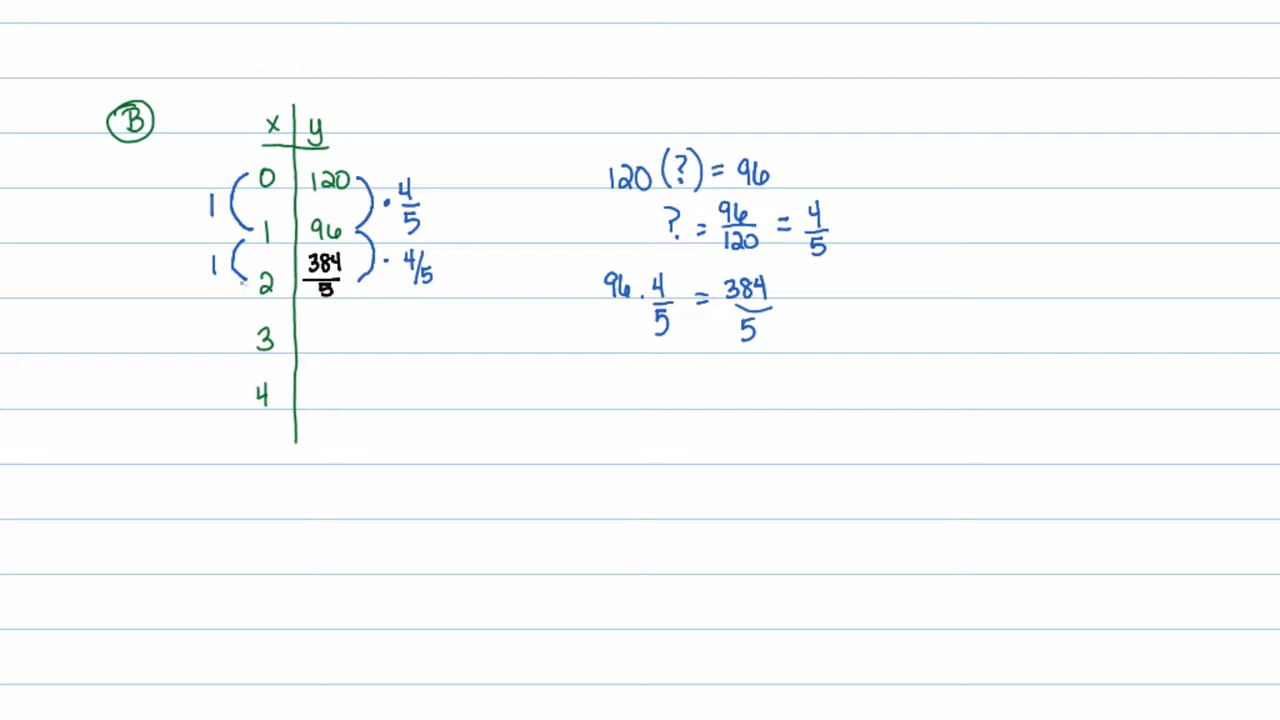 B
x y
0 120
1 96
2 384/5
3
4
1 · 4/5
1 · 4/5
120 (?) = 96
? = 96/120 = 4/5
96 · 4/5 = 384/5